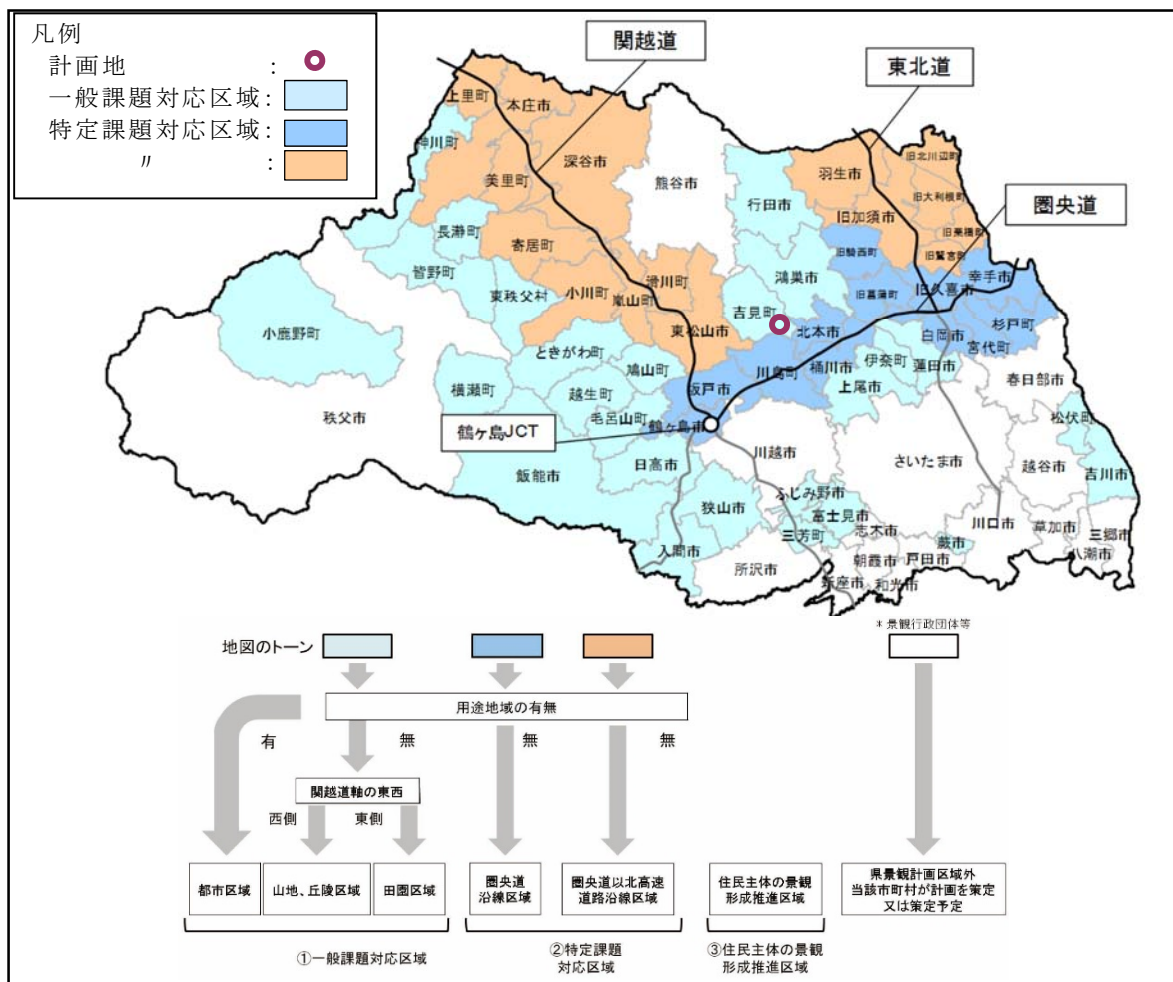 凡例
計画地 :
一般課題対応区域:
特定課題対応区域:
〃 :
関越道
東北道
圏央道
上里町
本庄市
神川町
美里町
深谷市
熊谷市
行田市
羽生市
旧北川辺町
旧大利根町
旧加須市
旧栗橋町
旧鷲宮町
旧騎西町
長瀞町
寄居町
皆野町
鴻巣市
旧菖蒲町
旧久喜市
幸手市
東秩父村
小川町
嵐山町
滑川町
吉見町
小鹿野町
東松山市
北本市
白岡市
杉戸町
宮代町
ときがわ町
鳩山町
川島町
桶川市
伊奈町
蓮田市
上尾市
春日部市
横瀬町
越生町
坂戸市
秩父市
毛呂山町
鶴ヶ島市
松伏町
鶴ヶ島JCT
川越市
さいたま市
越谷市
吉川市
飯能市
日高市
狭山市
ふじみ野市
富士見市
三芳町
志木市
川口市
草加市
三郷市
八潮市
入間市
所沢市
朝霞市
戸田市
蕨市
新座市
和光市
地図のトーン
*景観行政団体等
用途地域の有無
有
無
無
無
関越道軸の東西
西側
東側
都市区域
山地、丘陵区域
田園区域
圏央道
沿線区域
圏央道以北高速
道路沿線区域
住民主体の景観
形成推進区域
県景観計画区域外
当該市町村が計画を策定
又は策定予定
①一般課題対応区域
②特定課題
対応区域
③住民主体の景観
形成推進区域